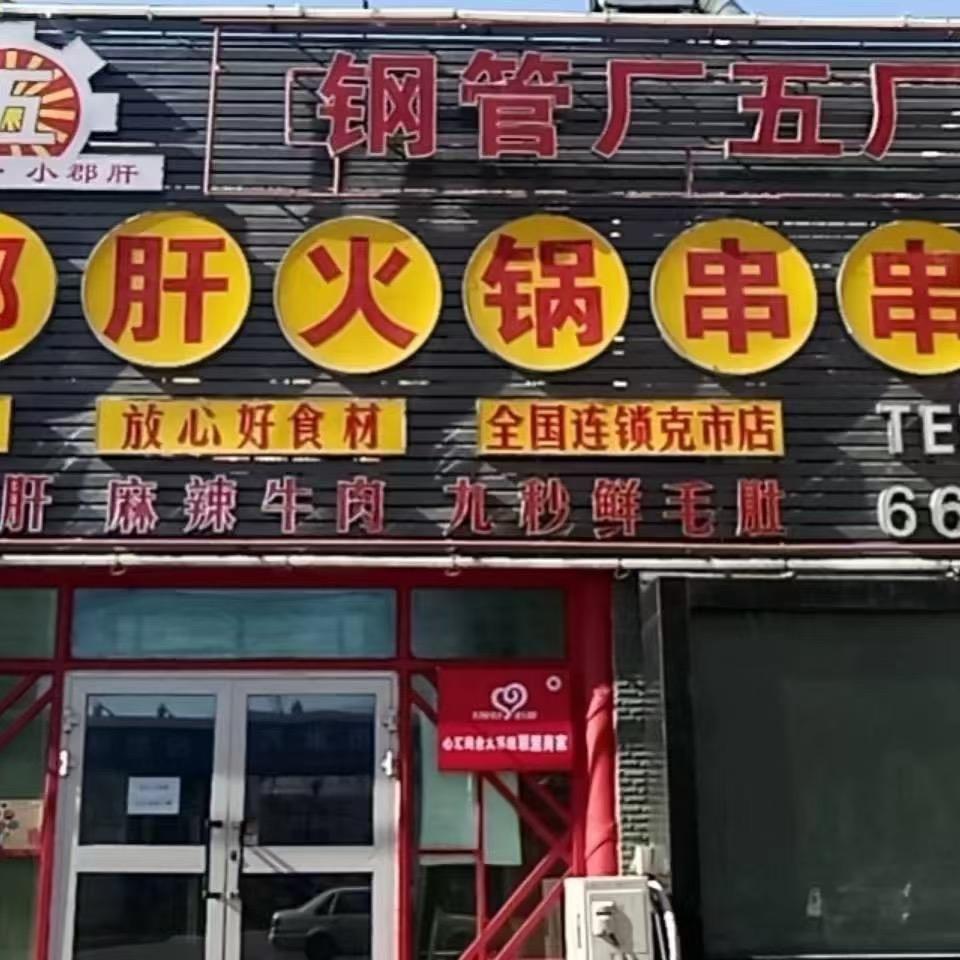 五
小郡肝
钢管厂五厂
郡肝火锅串串
放心好食材
全国连锁克市店
TE
肝 麻辣牛肉 九秒鲜毛肚
66